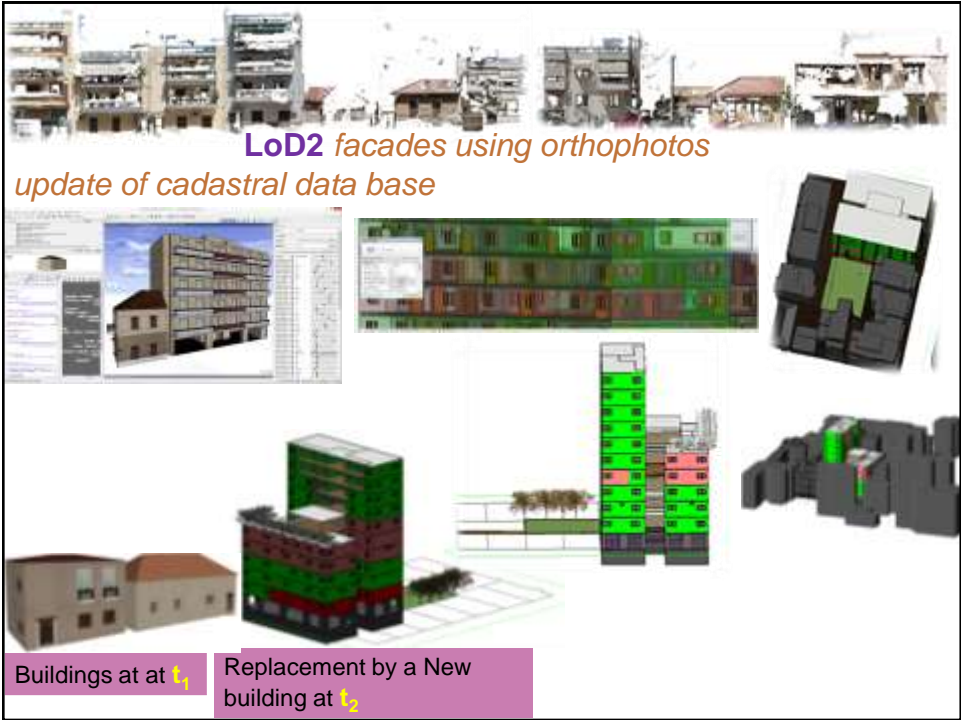 LoD2 facades using orthophotos
update of cadastral data base
Buildings at at t1
Replacement by a New
building at t2